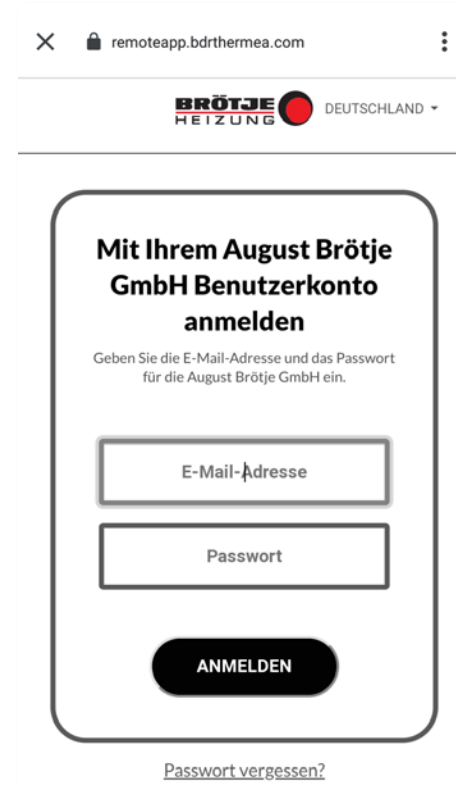 remoteapp.bdrthermea.com
BRÖTJE
HEIZUNG
DEUTSCHLAND
Mit Ihrem August Brötje
GmbH Benutzerkonto
anmelden
Geben Sie die E-Mail-Adresse und das Passwort
für die August Brötje GmbH ein.
E-Mail-Adresse
Passwort
ANMELDEN
Passwort vergessen?